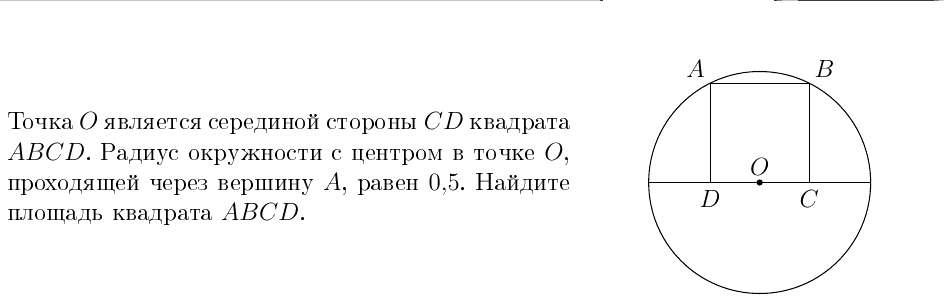 Точка O является серединой стороны CD квадрата
ABCD. Радиус окружности с центром в точке O,
проходящей через вершину A, равен 0,5. Найдите
площадь квадрата ABCD.
A B
O
D C